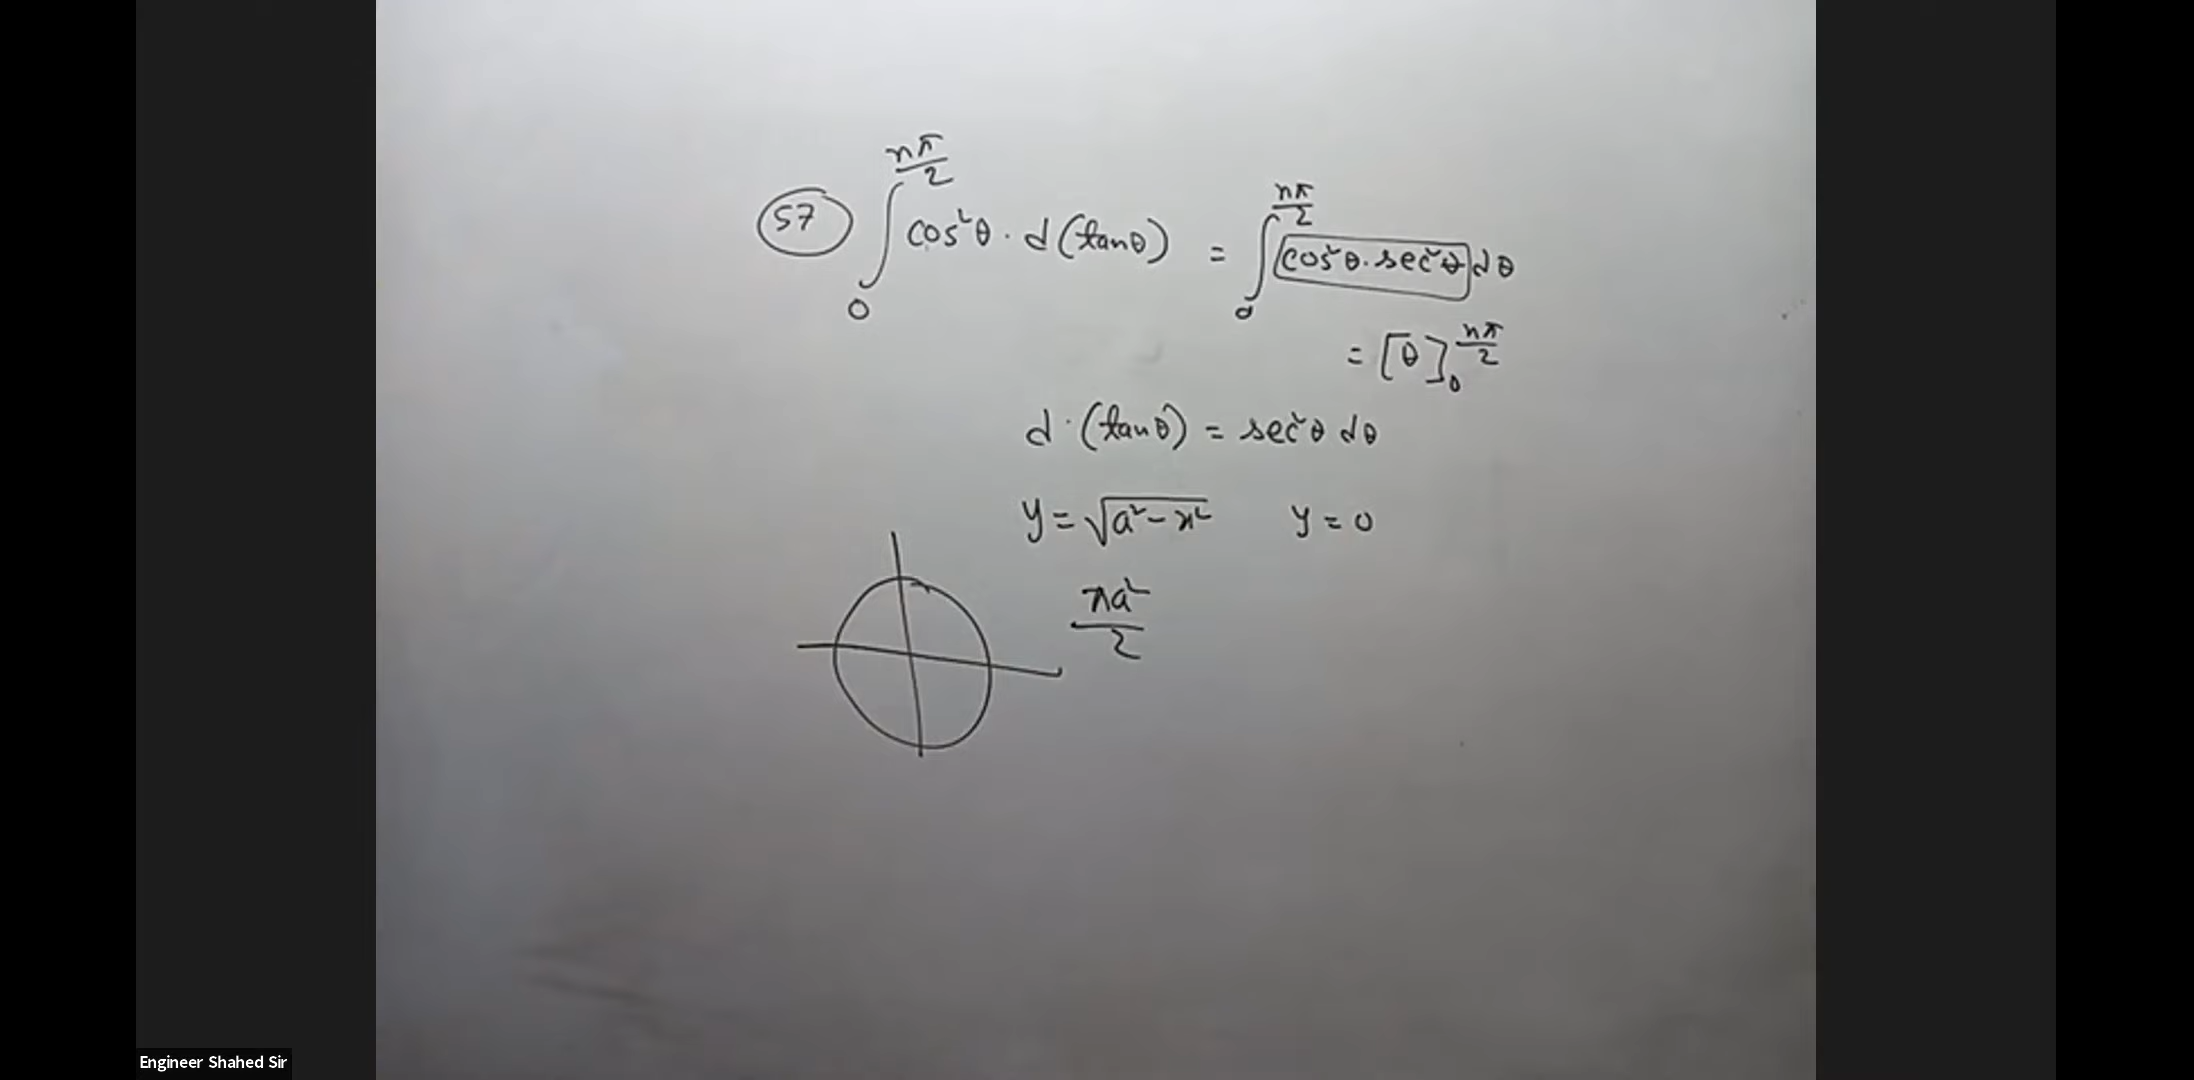 (57) ∫₀^(nπ/2) cos²θ · d(tanθ) = ∫₀^(nπ/2) cos²θ · sec²θ dθ
= [θ]₀^(nπ/2)
d · (tanθ) = sec²θ dθ
y = √(a² - x²) y = 0
πa²/2
Engineer Shahed Sir